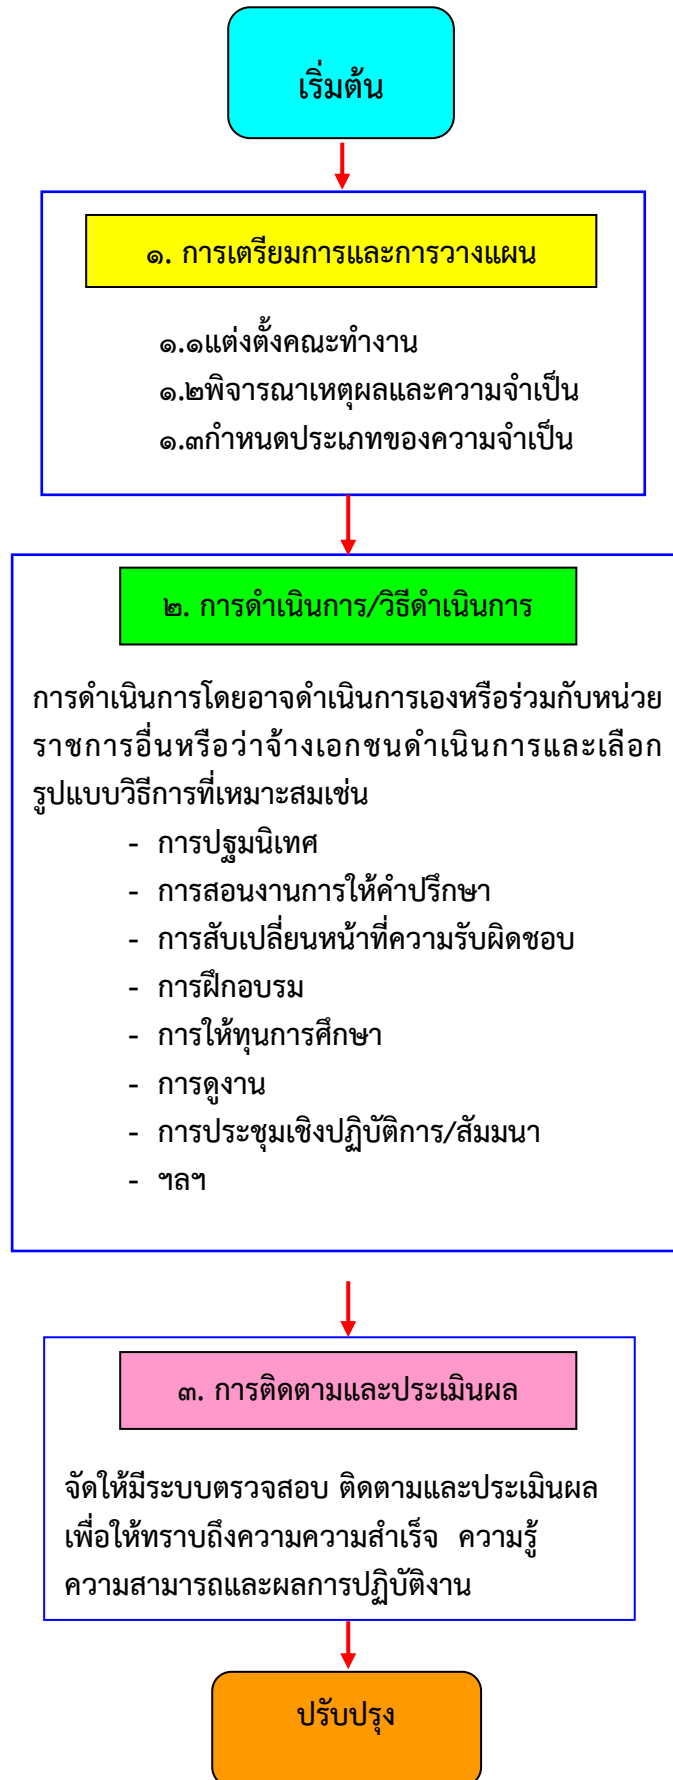 เริ่มต้น
๑. การเตรียมการและการวางแผน
๑.๑แต่งตั้งคณะทำงาน
๑.๒พิจารณาเหตุผลและความจำเป็น
๑.๓กำหนดประเภทของความจำเป็น
๒. การดำเนินการ/วิธีดำเนินการ
การดำเนินการโดยอาจดำเนินการเองหรือร่วมกับหน่วย
ราชการอื่นหรือว่าจ้างเอกชนดำเนินการและเลือก
รูปแบบวิธีการที่เหมาะสมเช่น
- การปฐมนิเทศ
- การสอนงานการให้คำปรึกษา
- การสับเปลี่ยนหน้าที่ความรับผิดชอบ
- การฝึกอบรม
- การให้ทุนการศึกษา
- การดูงาน
- การประชุมเชิงปฏิบัติการ/สัมมนา
- ฯลฯ
๓. การติดตามและประเมินผล
จัดให้มีระบบตรวจสอบ ติดตามและประเมินผล
เพื่อให้ทราบถึงความความสำเร็จ ความรู้
ความสามารถและผลการปฏิบัติงาน
ปรับปรุง